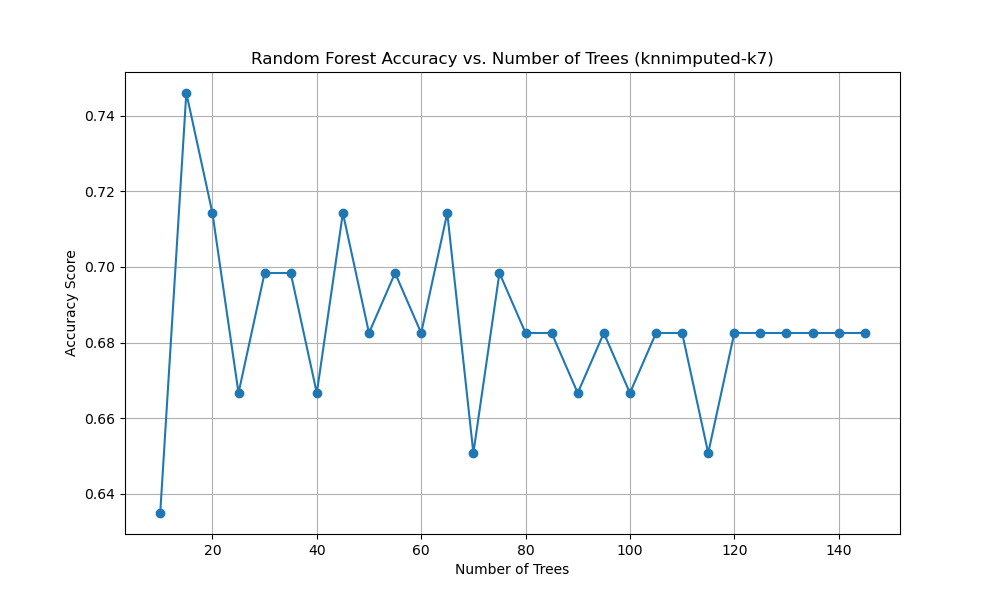 Random Forest Accuracy vs. Number of Trees (knnimputed-k7)
Accuracy Score
0.74
0.72
0.70
0.68
0.66
0.64
20 40 60 80 100 120 140
Number of Trees